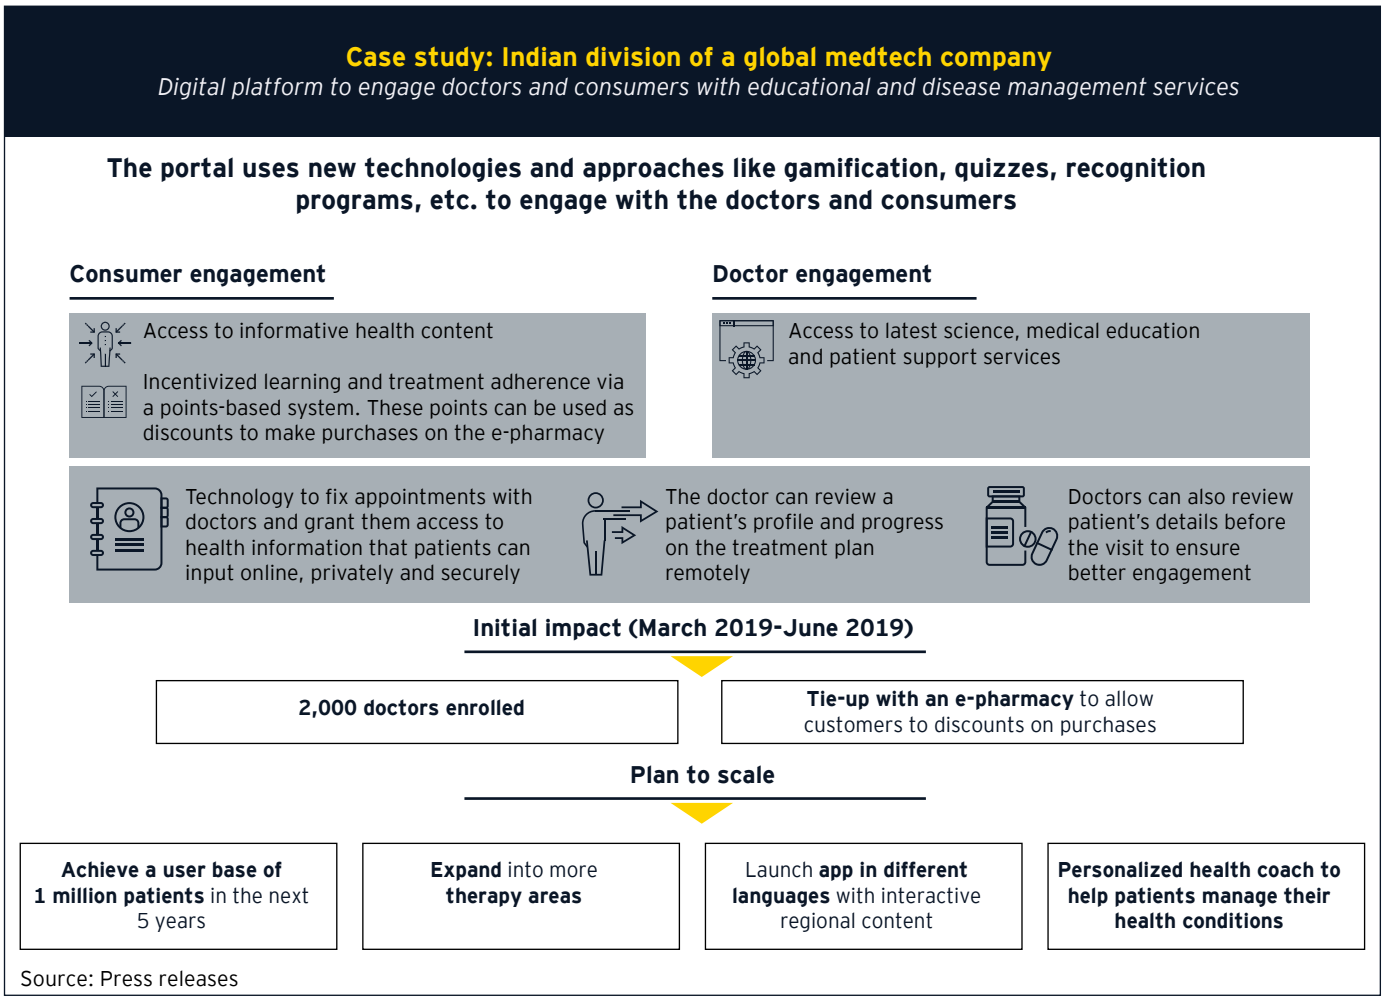 Case study: Indian division of a global medtech company
Digital platform to engage doctors and consumers with educational and disease management services
The portal uses new technologies and approaches like gamification, quizzes, recognition
programs, etc. to engage with the doctors and consumers
Consumer engagement
Access to informative health content
Incentivized learning and treatment adherence via
a points-based system. These points can be used as
discounts to make purchases on the e-pharmacy
Doctor engagement
Access to latest science, medical education
and patient support services
Technology to fix appointments with
doctors and grant them access to
health information that patients can
input online, privately and securely
The doctor can review a
patient's profile and progress
on the treatment plan
remotely
Doctors can also review
patient's details before
the visit to ensure
better engagement
Initial impact (March 2019-June 2019)
2,000 doctors enrolled
Tie-up with an e-pharmacy to allow
customers to discounts on purchases
Plan to scale
Achieve a user base of
1 million patients in the next
5 years
Expand into more
therapy areas
Launch app in different
languages with interactive
regional content
Personalized health coach to
help patients manage their
health conditions
Source: Press releases